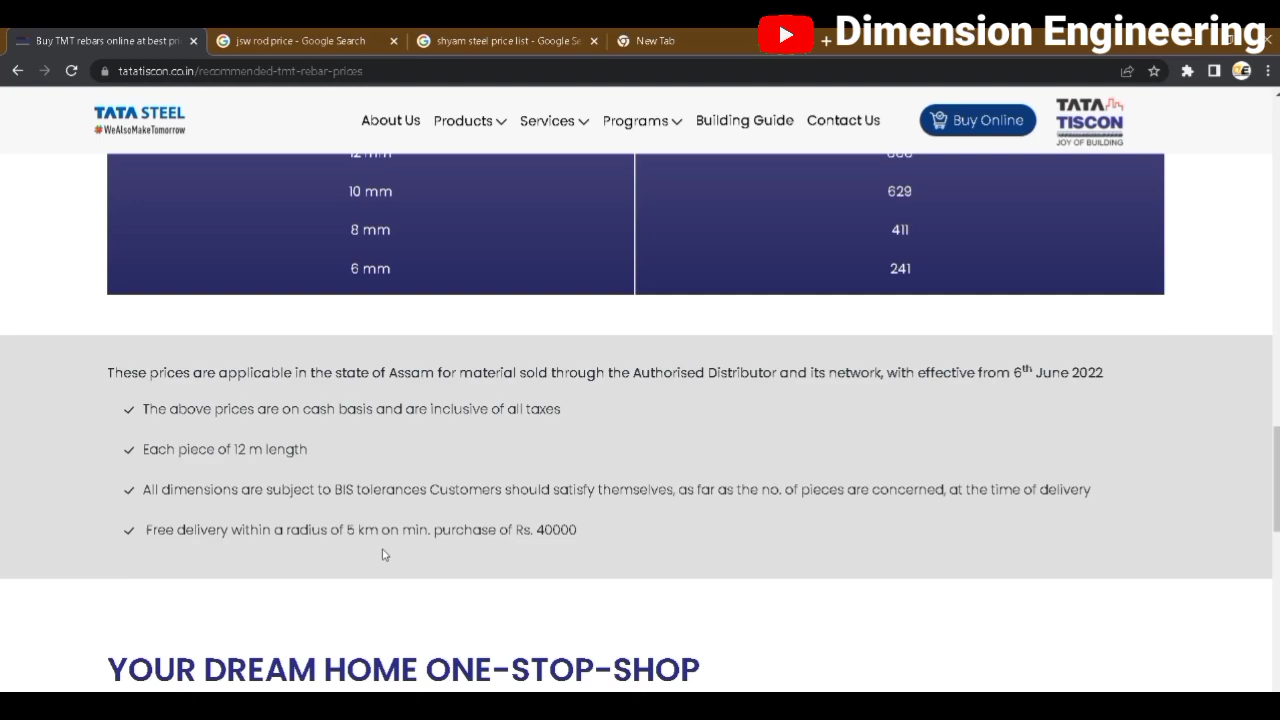 Dimension Engineering
Buy TMT rebars online at best pri
jsw rod price - Google Search
shyam steel price list - Google Se
New Tab
tatatiscon.co.in/recommended-tmt-rebar-prices
TATA STEEL
#WeAlsoMakeTomorrow
About Us Products Services Programs Building Guide Contact Us
Buy Online
TATA
TISCON
JOY OF BUILDING
10 mm 629
8 mm 411
6 mm 241
These prices are applicable in the state of Assam for material sold through the Authorised Distributor and its network, with effective from 6th June 2022
The above prices are on cash basis and are inclusive of all taxes
Each piece of 12 m length
All dimensions are subject to BIS tolerances Customers should satisfy themselves, as far as the no. of pieces are concerned, at the time of delivery
Free delivery within a radius of 5 km on min. purchase of Rs. 40000
YOUR DREAM HOME ONE-STOP-SHOP